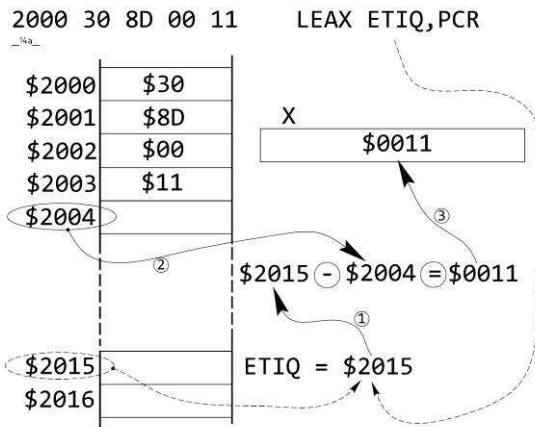 2000 30 8D 00 11 LEAX ETIQ,PCR
_14a_
$2000 $30
$2001 $8D
X
$2002 $00
$0011
$2003 $11
$2004
③
②
$2015 - $2004 = $0011
①
$2015 ETIQ = $2015
$2016